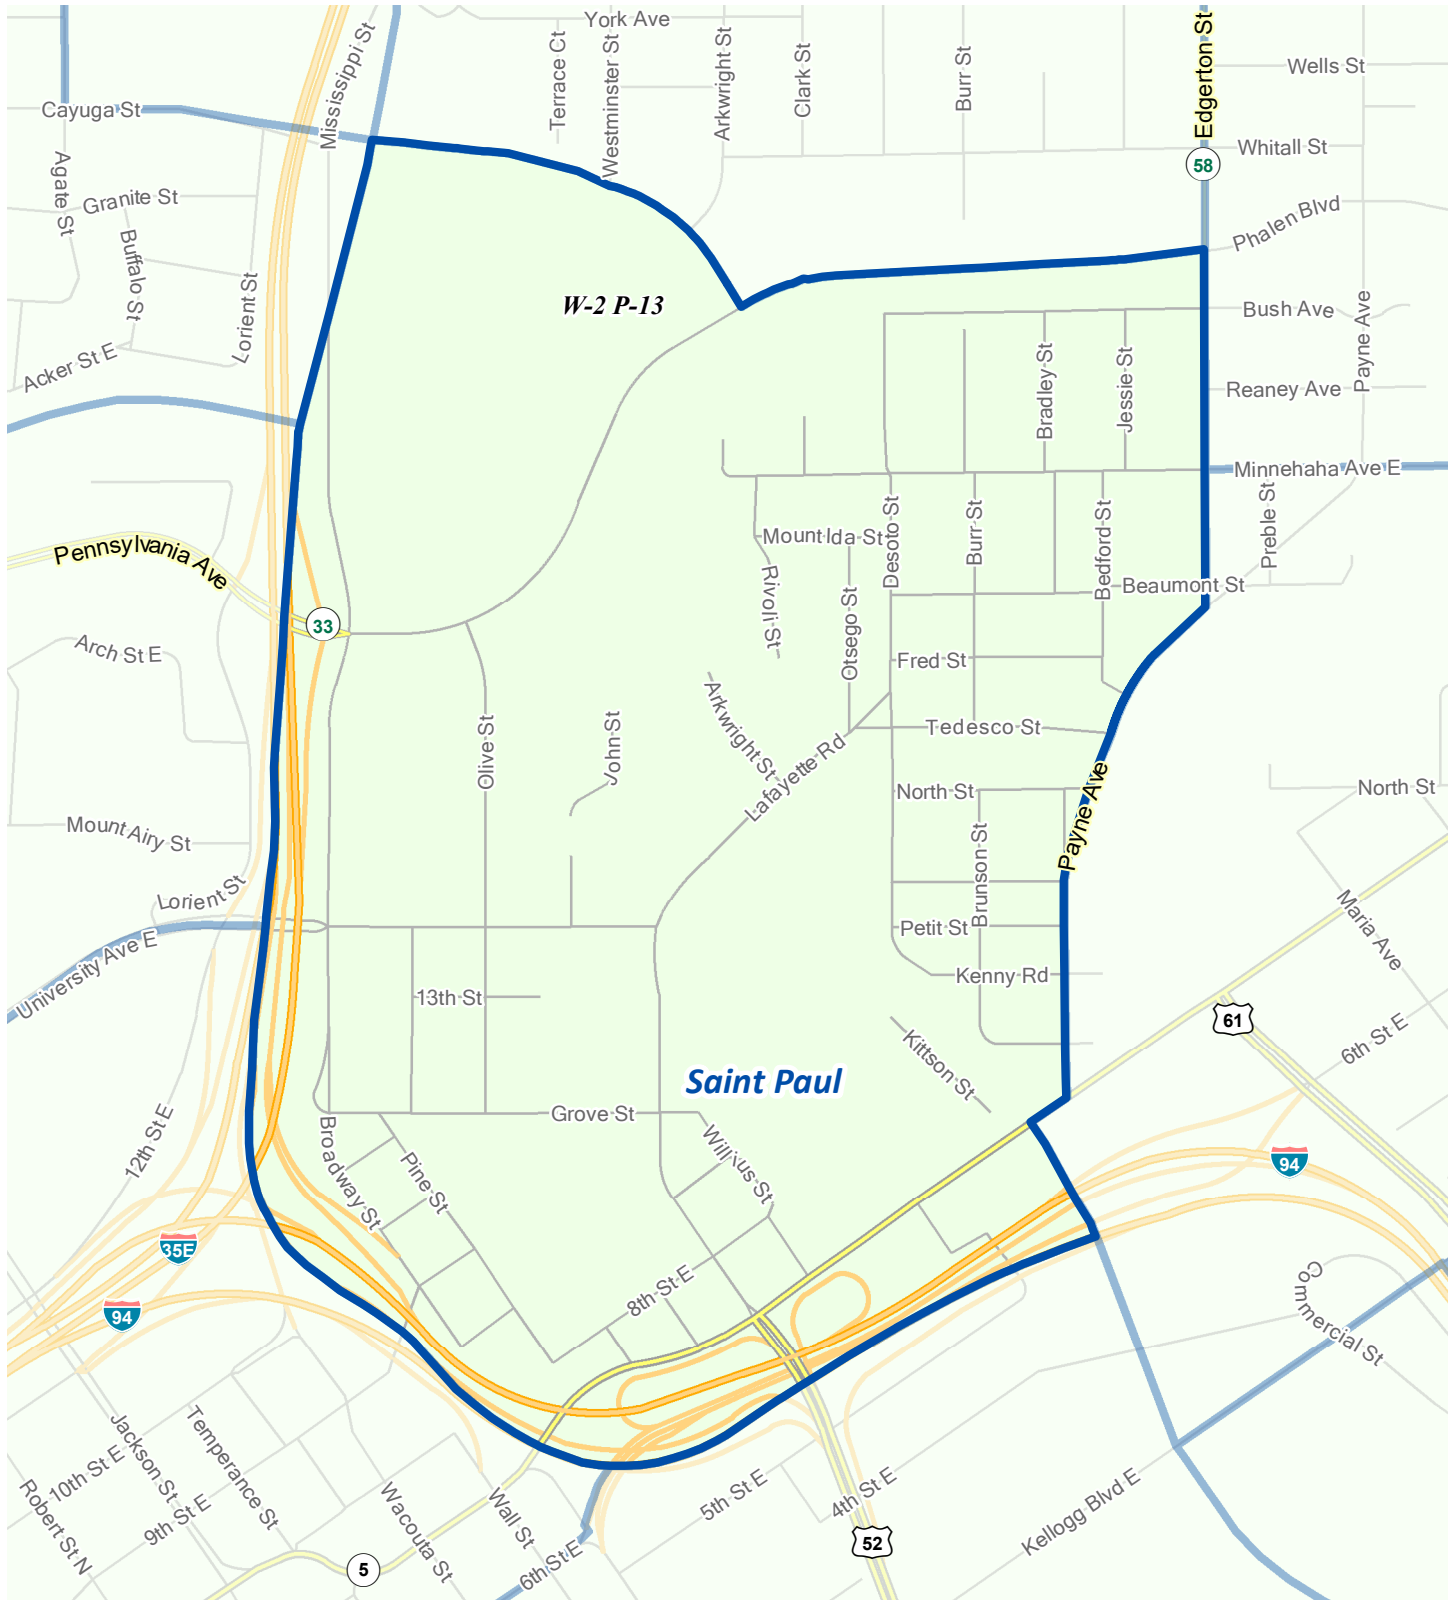 York Ave
Mississippi St
Terrace Ct
Westminster St
Arkwright St
Clark St
Burr St
Edgerton St
Wells St
Cayuga St
Whitall St
58
Agate St
Granite St
Buffalo St
Lorient St
Phalen Blvd
W-2 P-13
Bush Ave
Payne Ave
Acker St E
Bradley St
Jessie St
Reaney Ave
Minnehaha Ave E
Preble St
Pennsylvania Ave
Mount Ida St
Desoto St
Burr St
Bedford St
Beaumont St
Rivoli St
Otsego St
33
Arch St E
Fred St
Arkwright St
Olive St
John St
Tedesco St
Lafayette Rd
North St
Payne Ave
North St
Mount Airy St
Brunson St
Lorient St
Petit St
Maria Ave
University Ave E
Kenny Rd
13th St
61
Kittson St
6th St E
Saint Paul
Grove St
12th St E
Broadway St
Pine St
Willius St
94
35E
8th St E
94
Commercial St
Jackson St
Temperance St
10th St E
9th St E
Robert St N
Wacouta St
Wall St
5th St E
4th St E
Kellogg Blvd E
52
5
6th St E